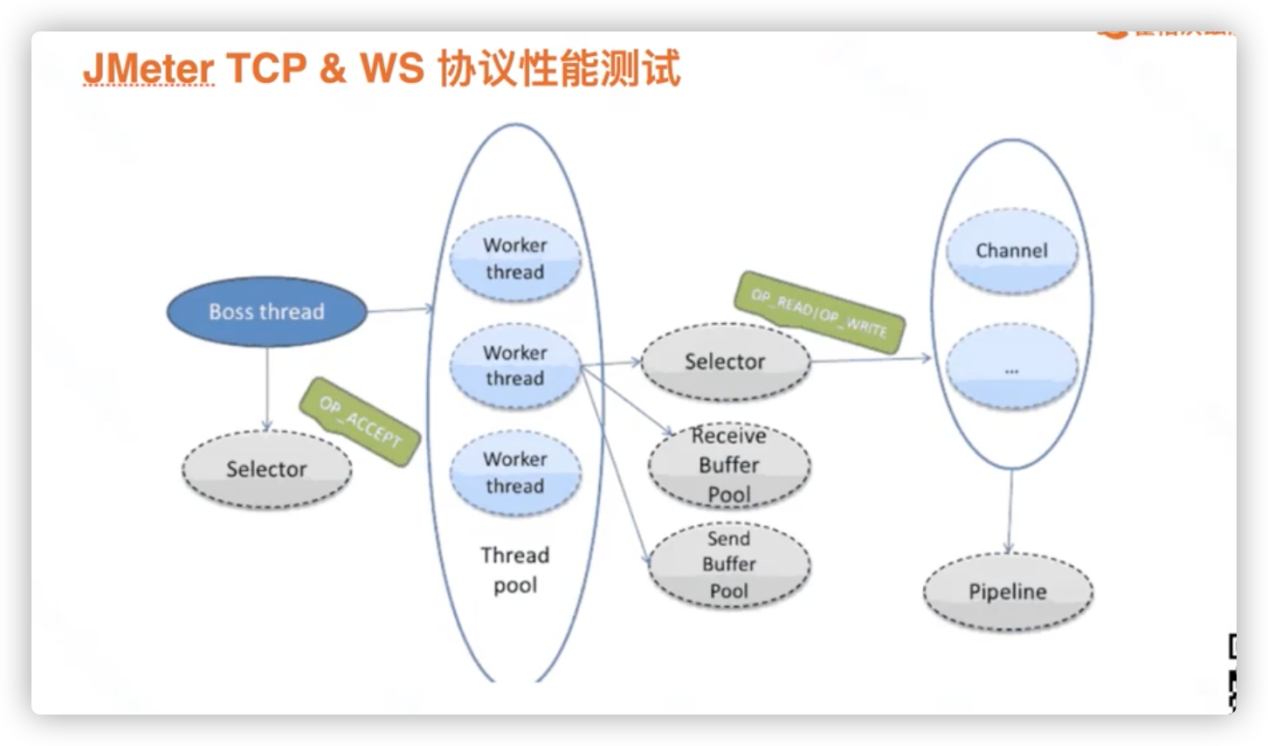 JMeter TCP & WS 协议性能测试
Boss thread
OP_ACCEPT
Selector
Worker
thread
Worker
thread
Worker
thread
Thread
pool
OP_READ|OP_WRITE
Selector
Receive
Buffer
Pool
Send
Buffer
Pool
Channel
...
Pipeline